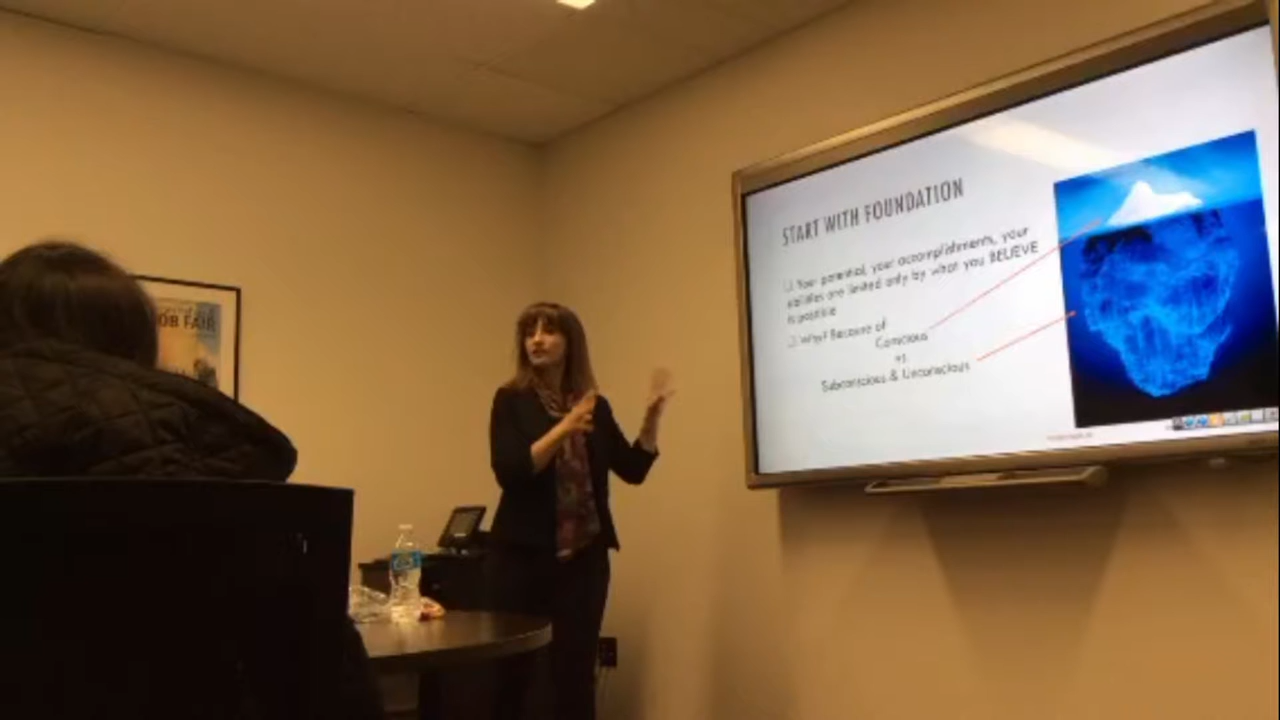 START WITH FOUNDATION
Your potential, your accomplishments, your
abilities are limited only by what you BELIEVE
is possible
Why? Because of
Conscious
vs
Subconscious & Unconscious
OB FAIR